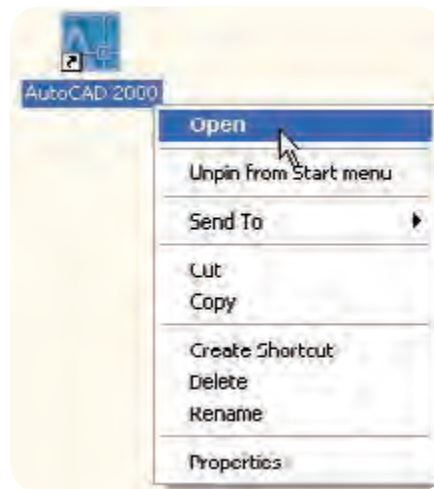 AutoCAD 2000
Open
Unpin from Start menu
Send To
Cut
Copy
Create Shortcut
Delete
Rename
Properties